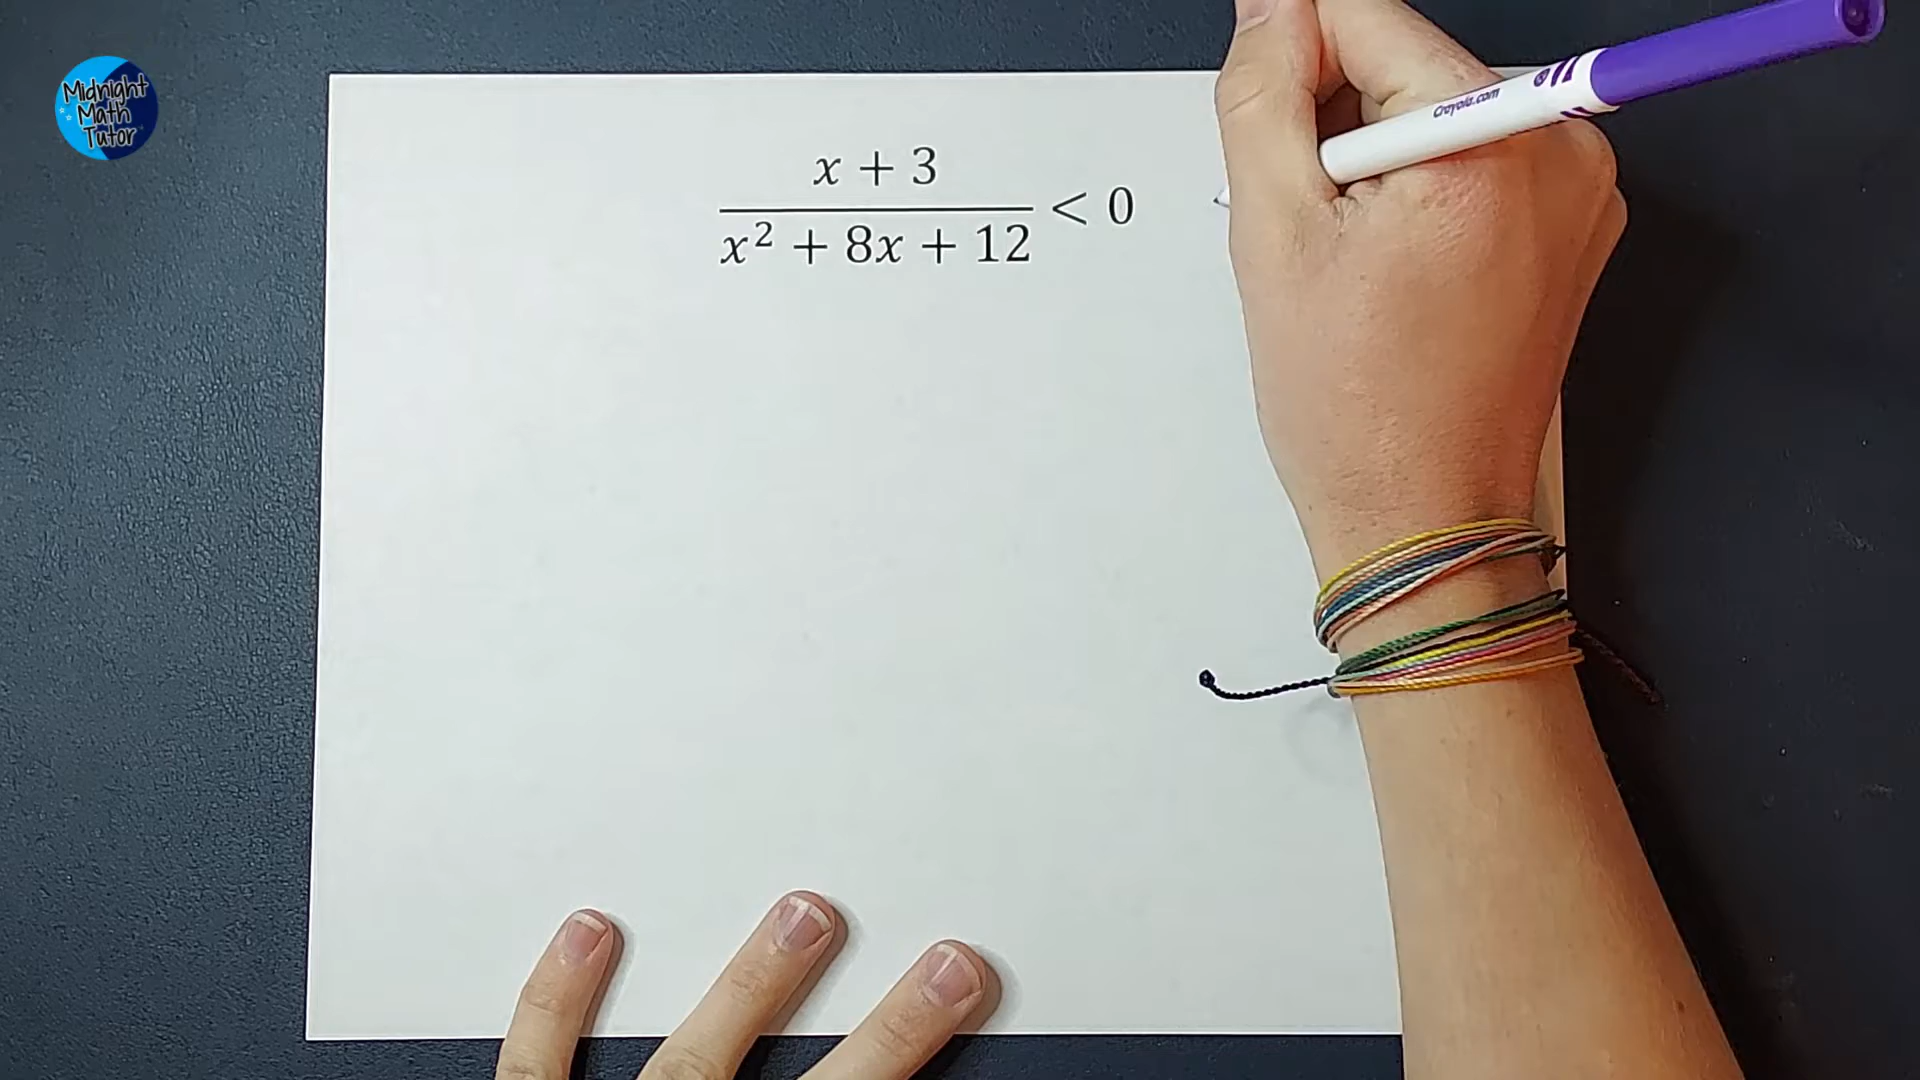 Midnight
Math
Tutor
x + 3
x² + 8x + 12
< 0
Crayola.com